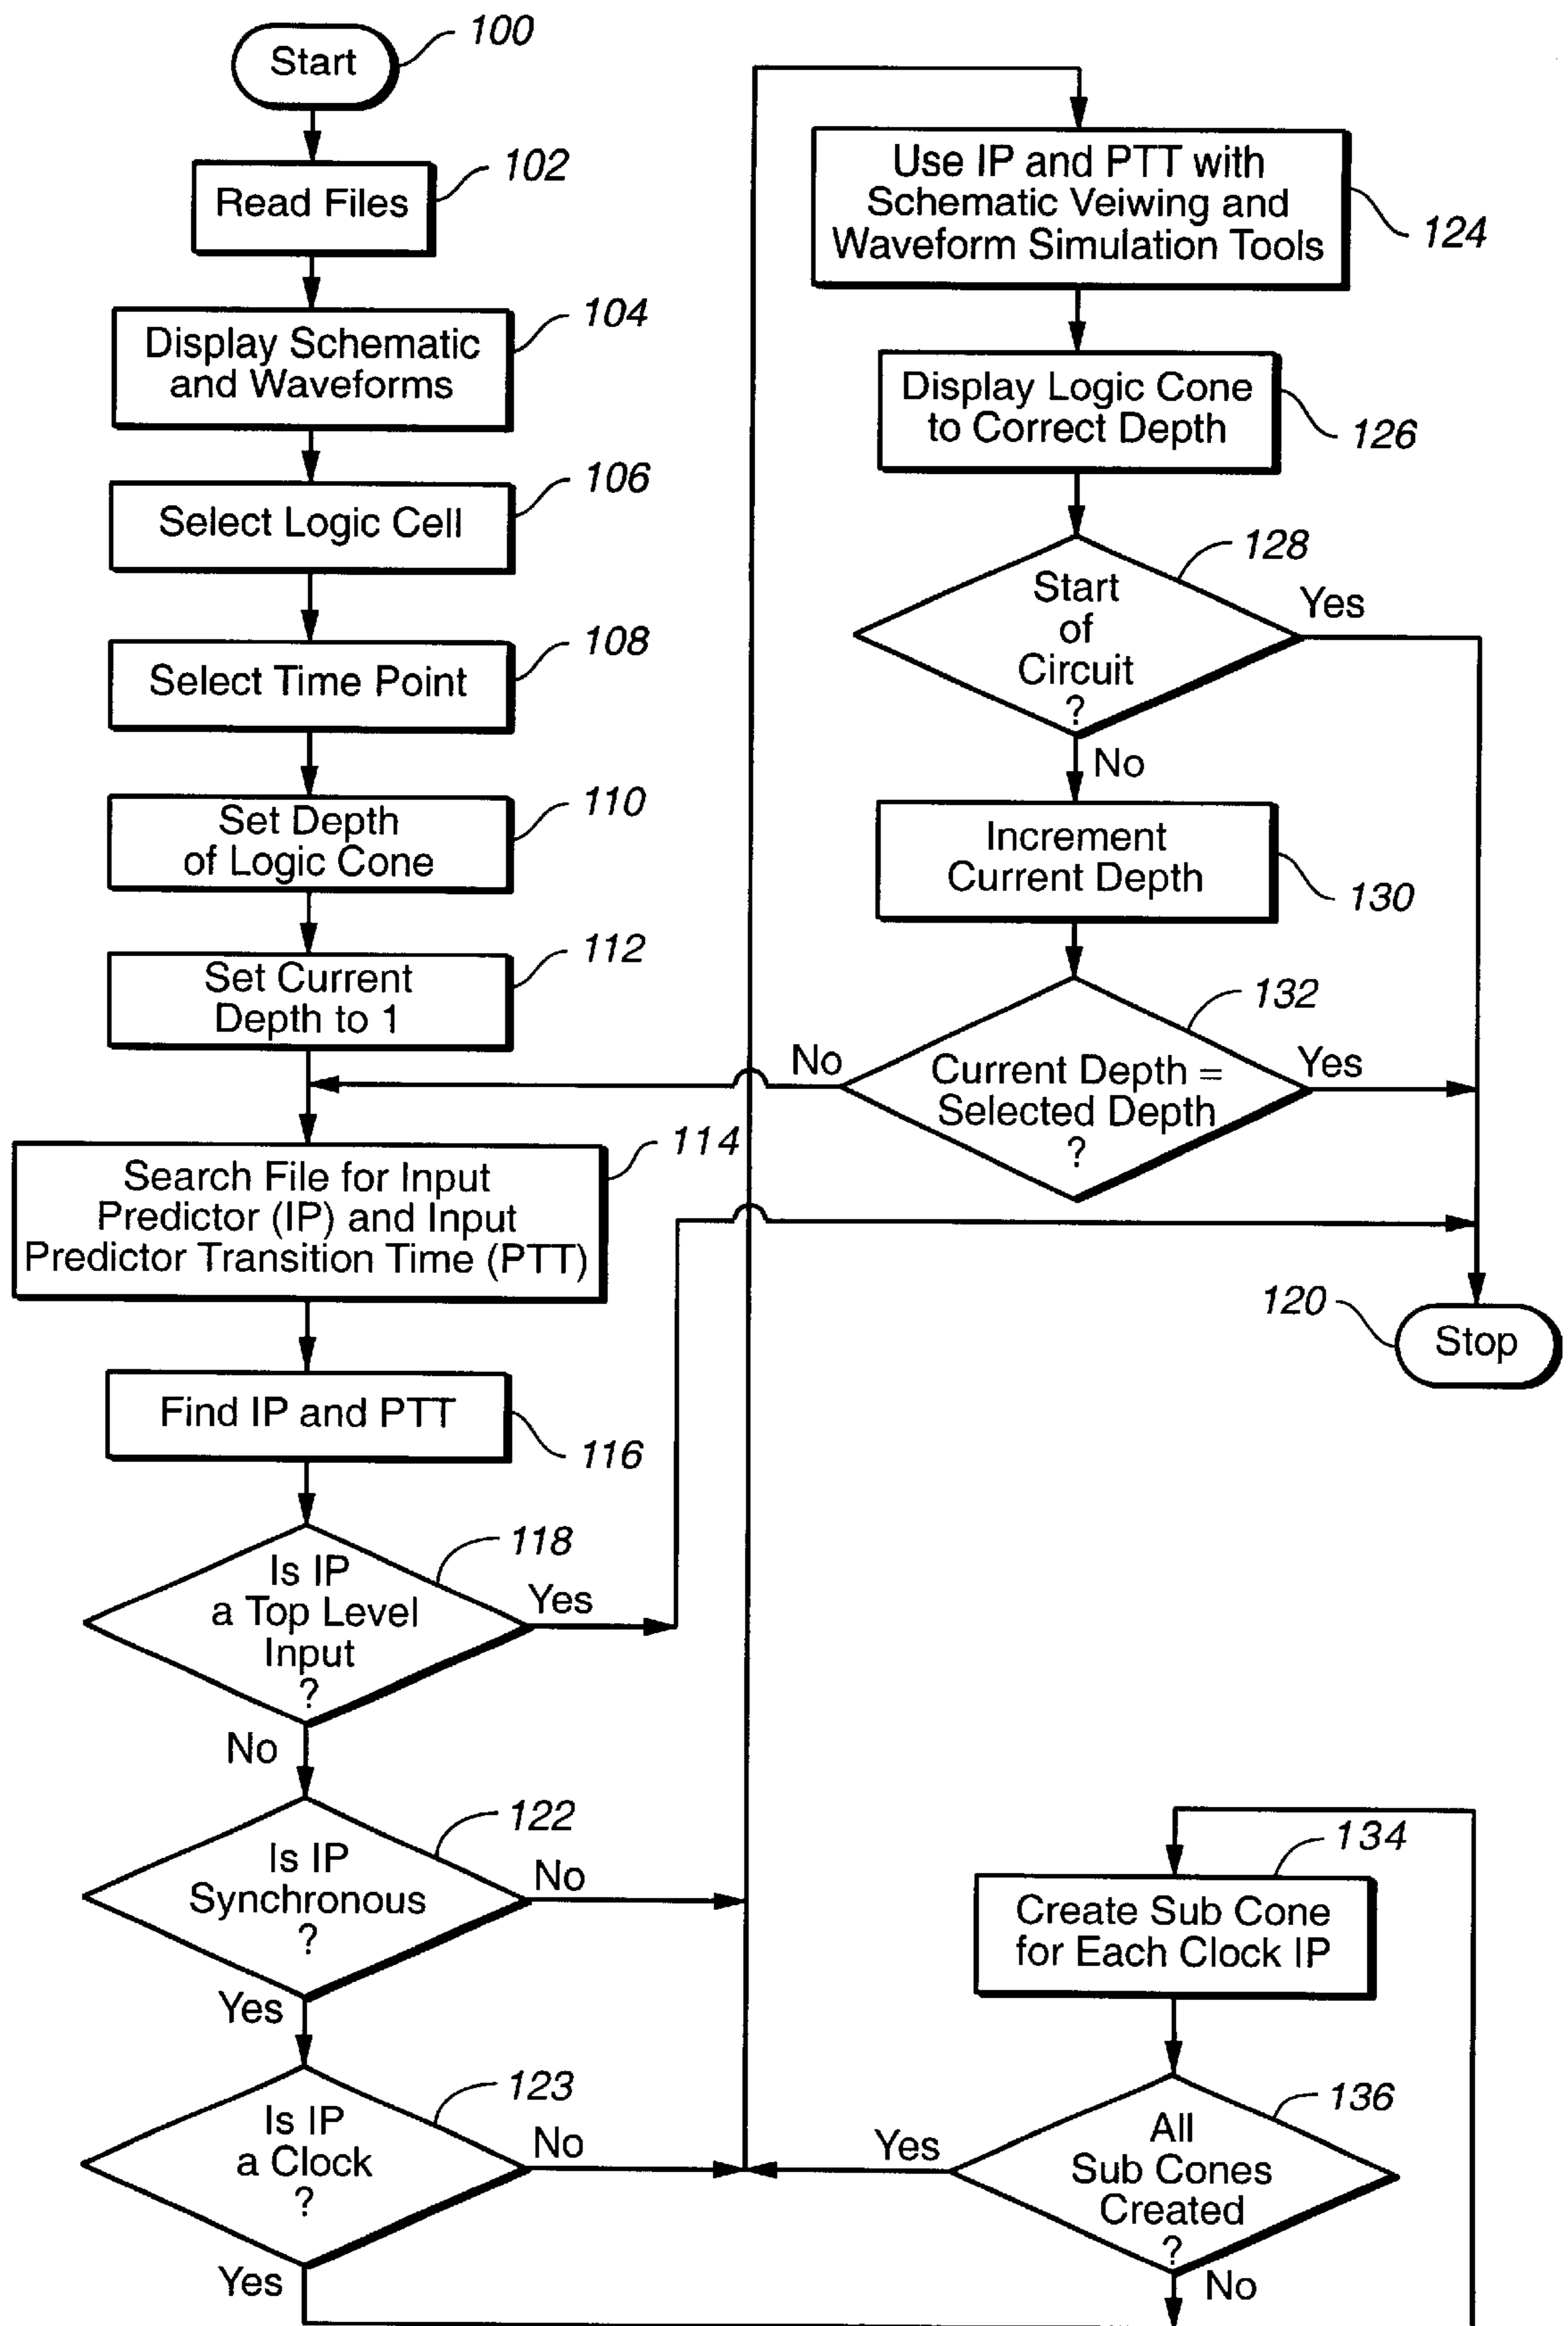 Start
100
Read Files
102
Display Schematic
and Waveforms
104
Select Logic Cell
106
Select Time Point
108
Set Depth
of Logic Cone
110
Set Current
Depth to 1
112
Search File for Input
Predictor (IP) and Input
Predictor Transition Time (PTT)
114
Find IP and PTT
116
Is IP
a Top Level
Input
?
118
Yes
No
Is IP
Synchronous
?
122
No
Yes
Is IP
a Clock
?
123
No
Yes
Use IP and PTT with
Schematic Veiwing and
Waveform Simulation Tools
124
Display Logic Cone
to Correct Depth
126
Start
of
Circuit
?
128
Yes
No
Increment
Current Depth
130
Current Depth =
Selected Depth
?
132
No
Yes
120
Stop
134
Create Sub Cone
for Each Clock IP
All
Sub Cones
Created
?
136
Yes
No